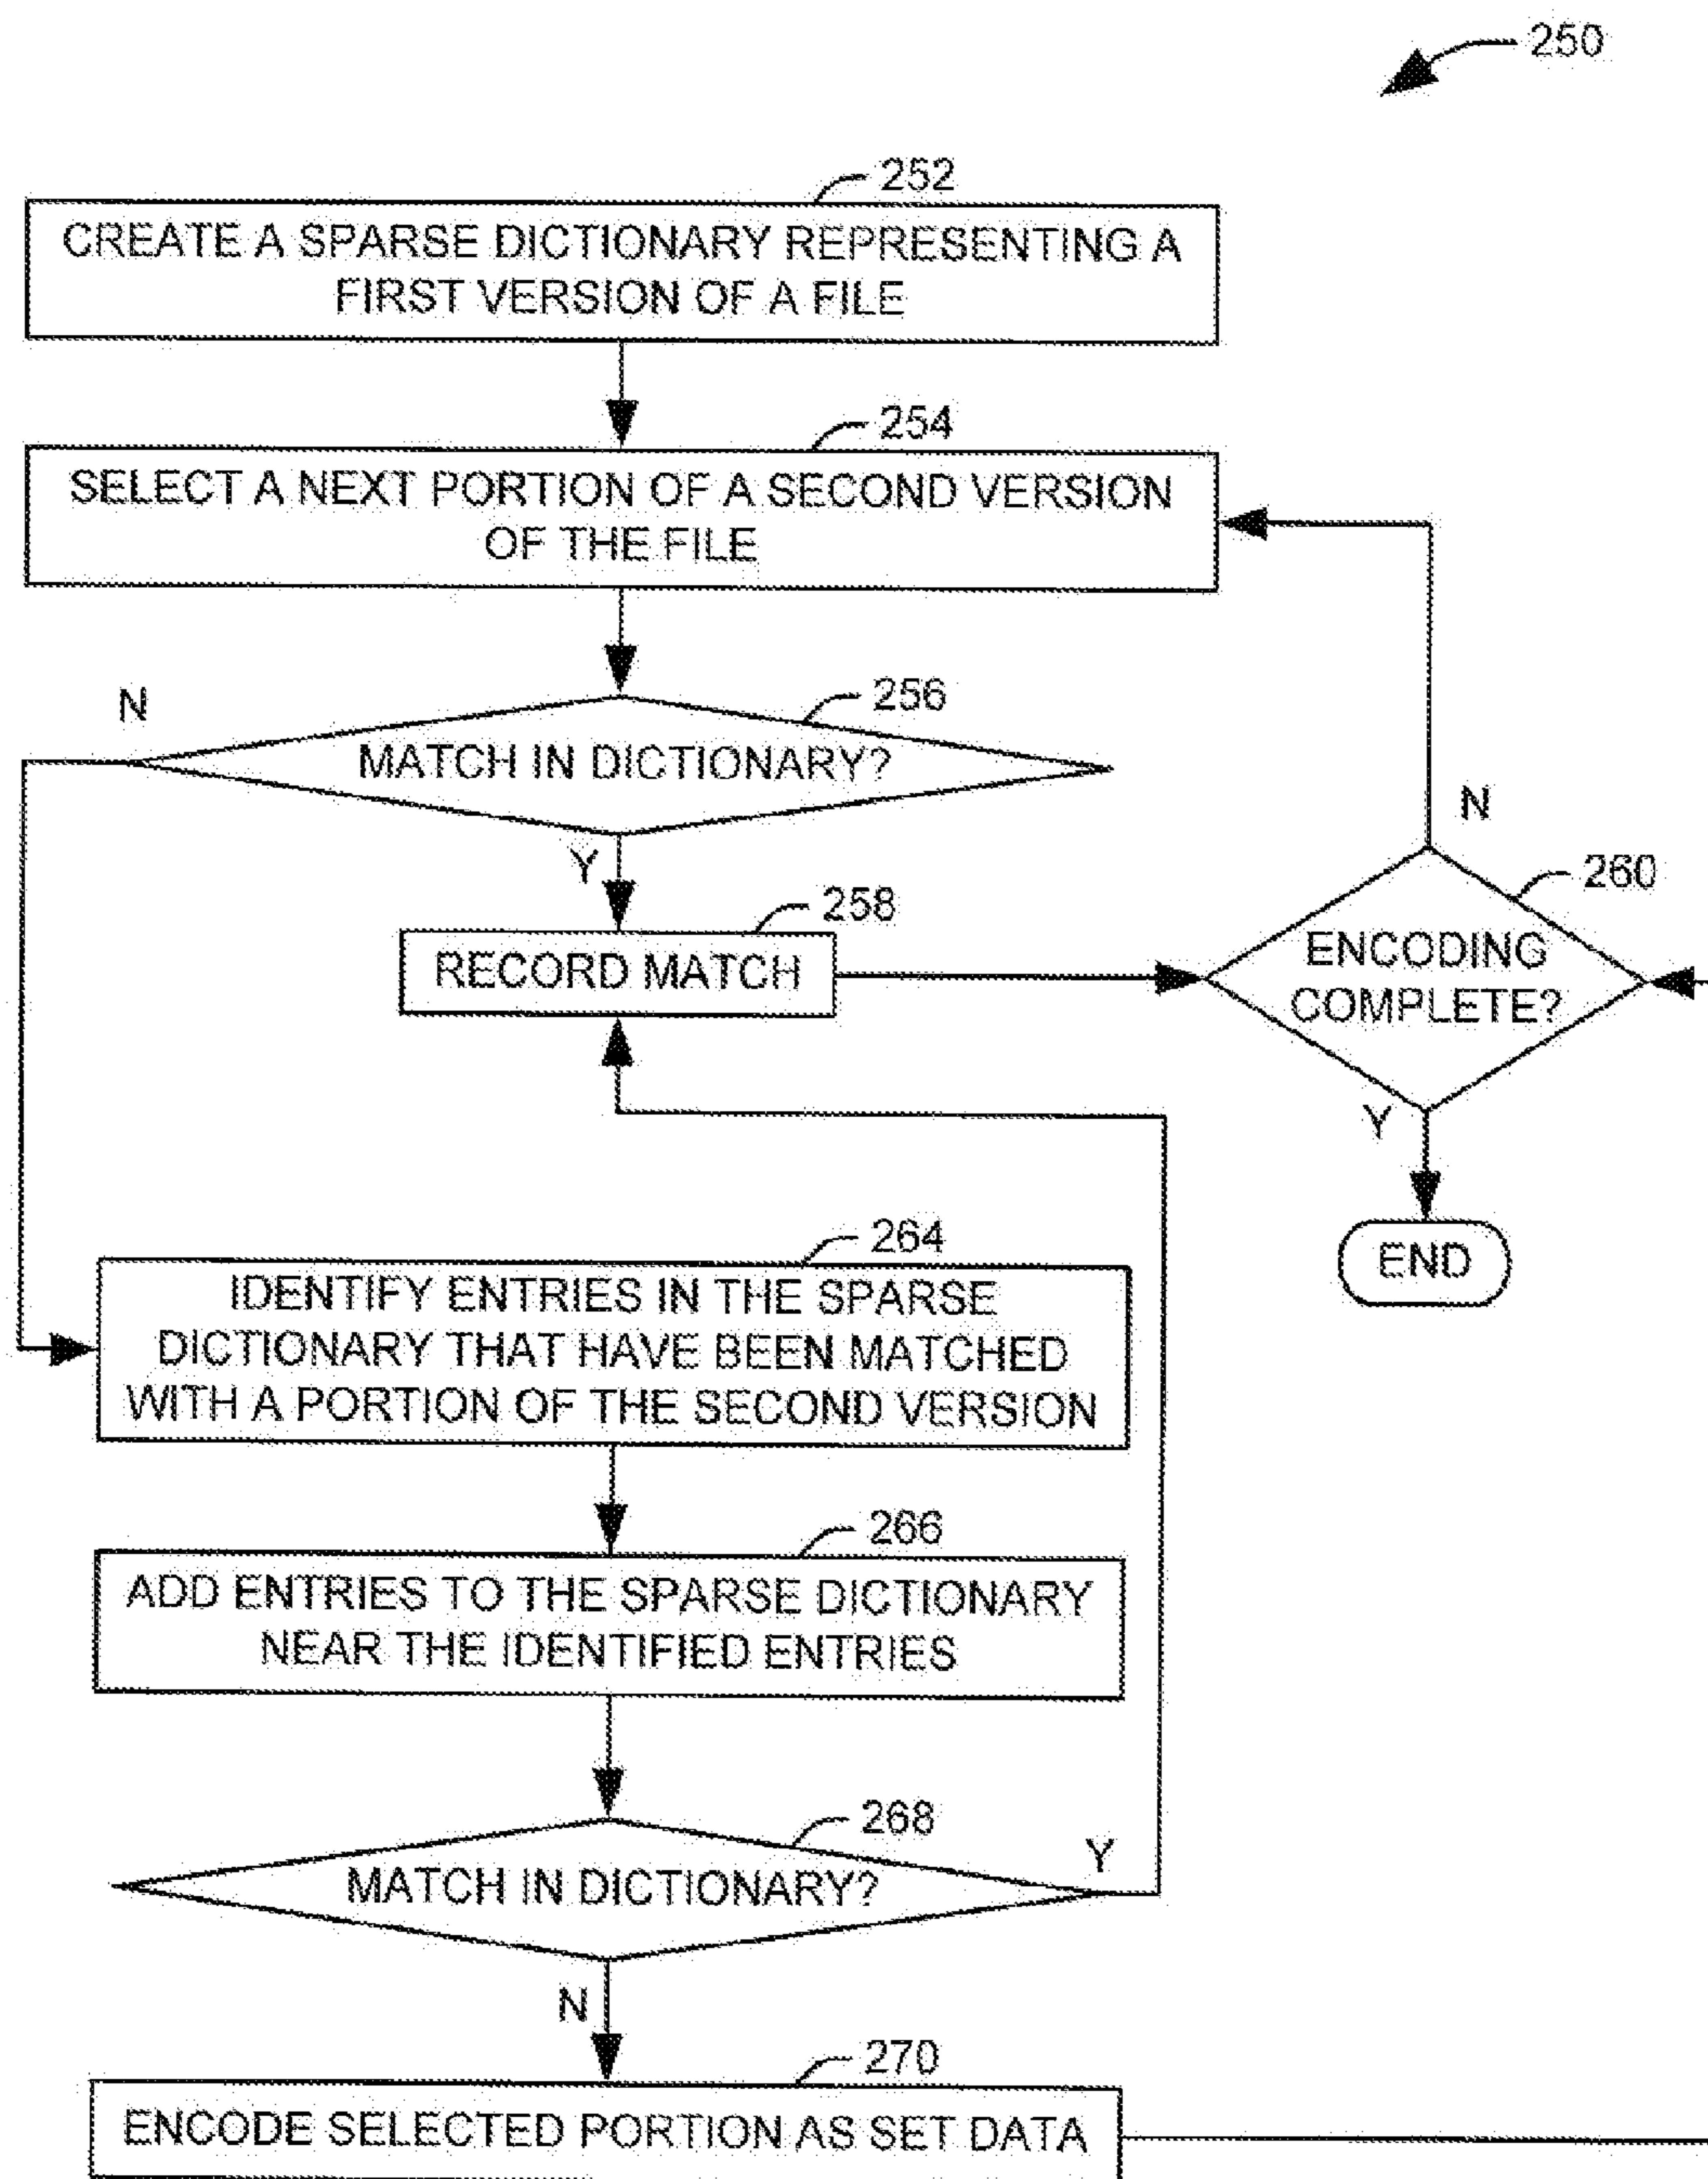 250
252
CREATE A SPARSE DICTIONARY REPRESENTING A
FIRST VERSION OF A FILE
254
SELECT A NEXT PORTION OF A SECOND VERSION
OF THE FILE
N
256
MATCH IN DICTIONARY?
Y
N
260
258
RECORD MATCH
ENCODING
COMPLETE?
Y
END
264
IDENTIFY ENTRIES IN THE SPARSE
DICTIONARY THAT HAVE BEEN MATCHED
WITH A PORTION OF THE SECOND VERSION
266
ADD ENTRIES TO THE SPARSE DICTIONARY
NEAR THE IDENTIFIED ENTRIES
268
MATCH IN DICTIONARY?
Y
N
270
ENCODE SELECTED PORTION AS SET DATA